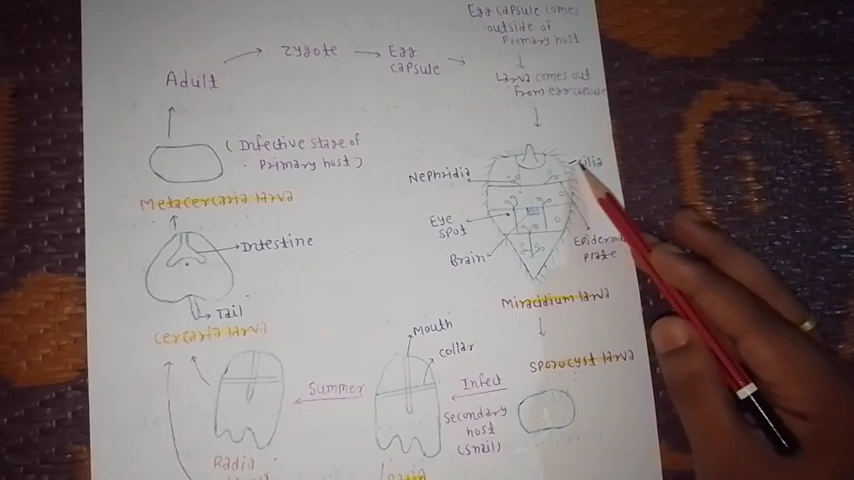 Egg capsule comes
outside of
Primary host
Adult
Zygote
Egg
capsule
Larva comes out
From egg capsule
(Infective stage of
Primary host)
Metacercaria larva
Nephridia
Cilia
Eye
spot
Brain
Epidermal
plate
Miracidium larva
Intestine
Tail
Cercaria larva
Mouth
collar
Summer
Infect
Secondary
host
(snail)
Sporocyst larva
Radia